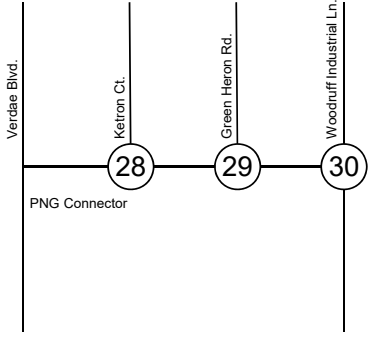 Verdae Blvd.
Ketron Ct.
Green Heron Rd.
Woodruff Industrial Ln.
28
29
30
PNG Connector